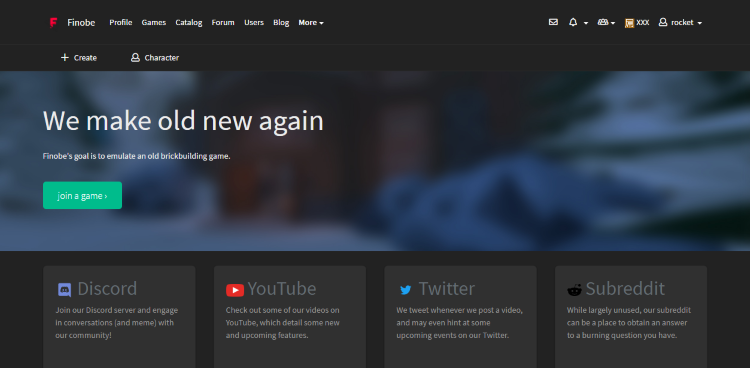 Finobe Profile Games Catalog Forum Users Blog More XXX rocket
Create Character
We make old new again
Finobe's goal is to emulate an old brickbuilding game.
join a game ›
Discord
Join our Discord server and engage
in conversations (and meme) with
our community!
YouTube
Check out some of our videos on
YouTube, which detail some new
and upcoming features.
Twitter
We tweet whenever we post a video,
and may even hint at some
upcoming events on our Twitter.
Subreddit
While largely unused, our subreddit
can be a place to obtain an answer
to a burning question you have.